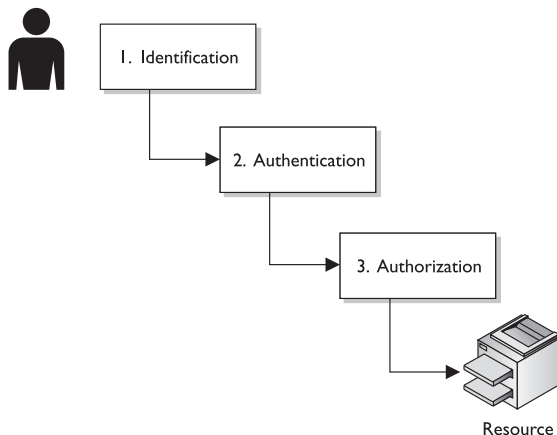 1. Identification
2. Authentication
3. Authorization
Resource